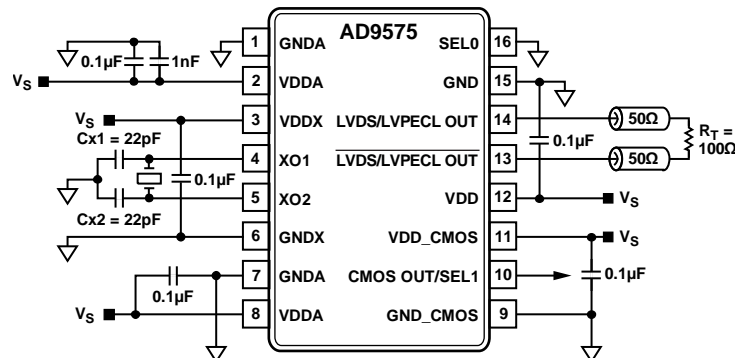 AD9575
1 GNDA
SEL0 16
0.1µF
1nF
VS
2 VDDA
GND 15
VS
3 VDDX
LVDS/LVPECL OUT 14
50Ω
RT =
100Ω
Cx1 = 22pF
0.1µF
4 XO1
LVDS/LVPECL OUT 13
50Ω
0.1µF
5 XO2
VDD 12
VS
Cx2 = 22pF
6 GNDX
VDD_CMOS 11
VS
7 GNDA
CMOS OUT/SEL1 10
0.1µF
0.1µF
VS
8 VDDA
GND_CMOS 9